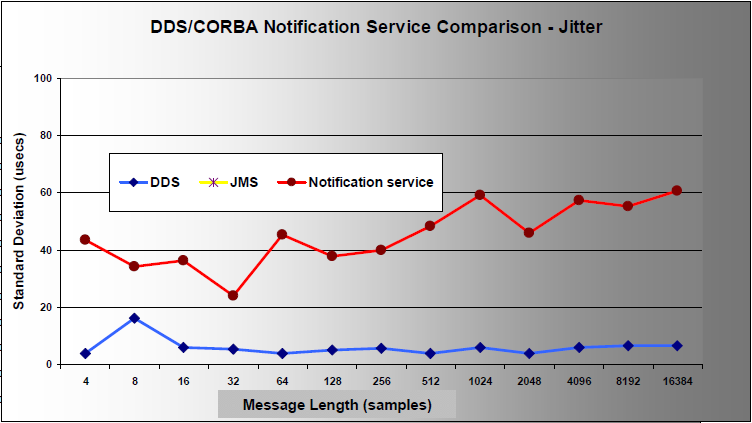 DDS/CORBA Notification Service Comparison - Jitter
100
80
60
40
20
0
Standard Deviation (usecs)
DDS JMS Notification service
4 8 16 32 64 128 256 512 1024 2048 4096 8192 16384
Message Length (samples)